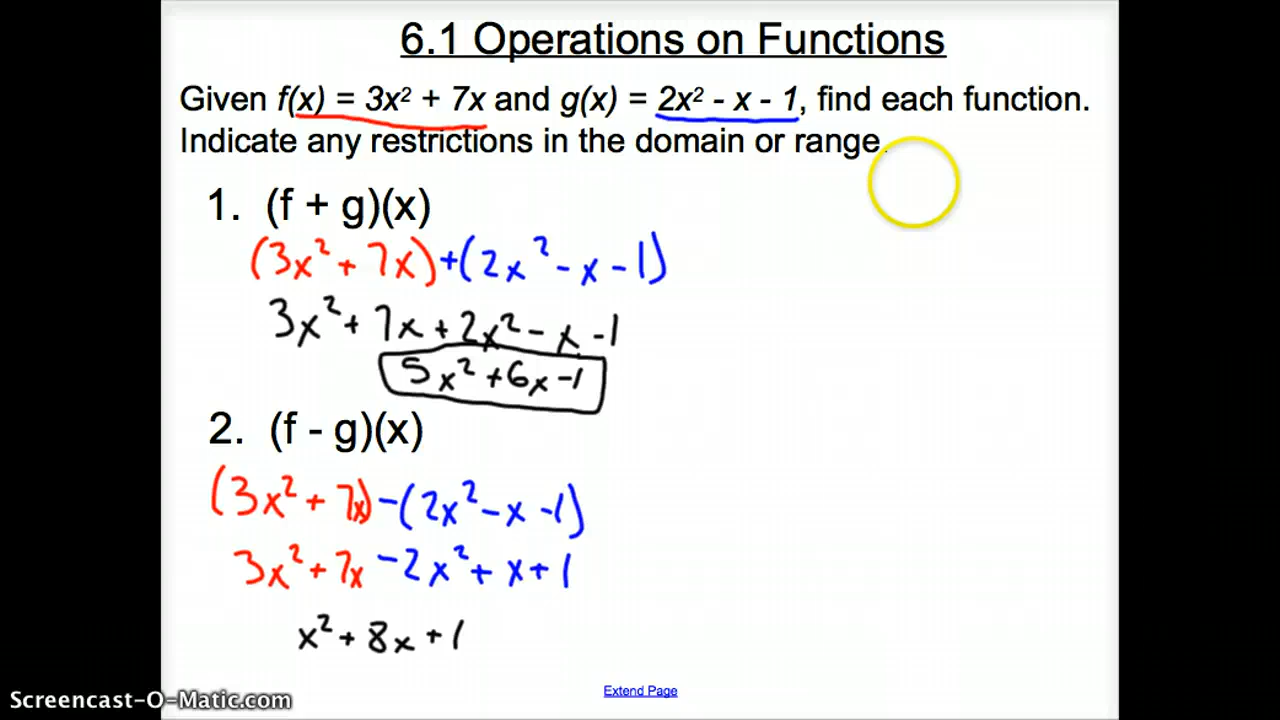 6.1 Operations on Functions
Given f(x) = 3x² + 7x and g(x) = 2x² - x - 1, find each function.
Indicate any restrictions in the domain or range.
1. (f + g)(x)
(3x² + 7x) + (2x² - x - 1)
3x² + 7x + 2x² - x - 1
5x² + 6x - 1
2. (f - g)(x)
(3x² + 7x) - (2x² - x - 1)
3x² + 7x - 2x² + x + 1
x² + 8x + 1
Extend Page
Screencast-O-Matic.com